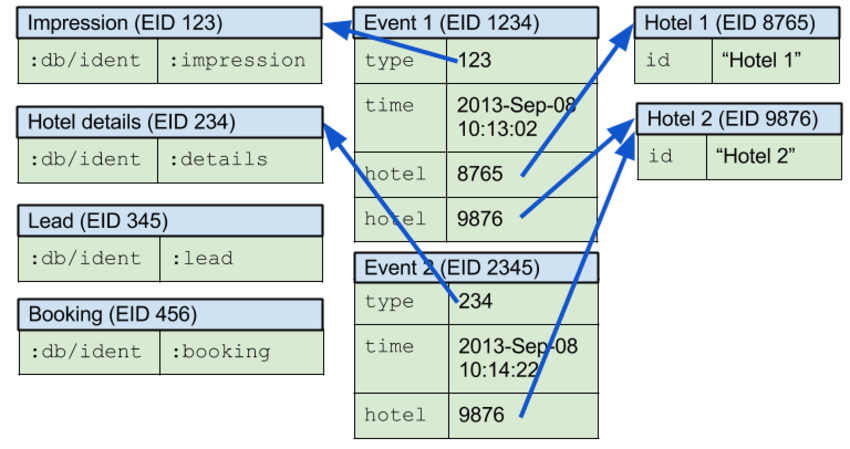 Impression (EID 123)
:db/ident :impression
Hotel details (EID 234)
:db/ident :details
Lead (EID 345)
:db/ident :lead
Booking (EID 456)
:db/ident :booking
Event 1 (EID 1234)
type 123
time 2013-Sep-08
10:13:02
hotel 8765
hotel 9876
Event 2 (EID 2345)
type 234
time 2013-Sep-08
10:14:22
hotel 9876
Hotel 1 (EID 8765)
id “Hotel 1”
Hotel 2 (EID 9876)
id “Hotel 2”